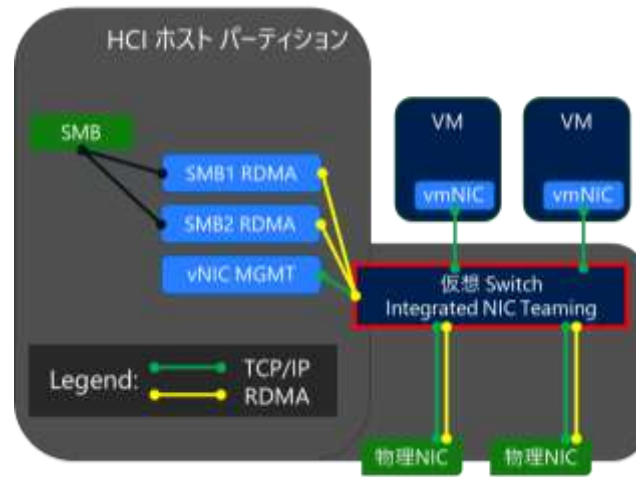 HCI ホスト パーティション
SMB
SMB1 RDMA
SMB2 RDMA
vNIC MGMT
VM
vmNIC
VM
vmNIC
仮想 Switch
Integrated NIC Teaming
Legend:
TCP/IP
RDMA
物理NIC
物理NIC